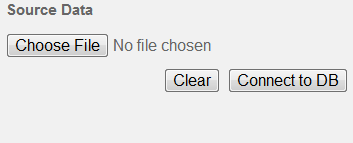 Source Data
Choose File No file chosen
Clear Connect to DB